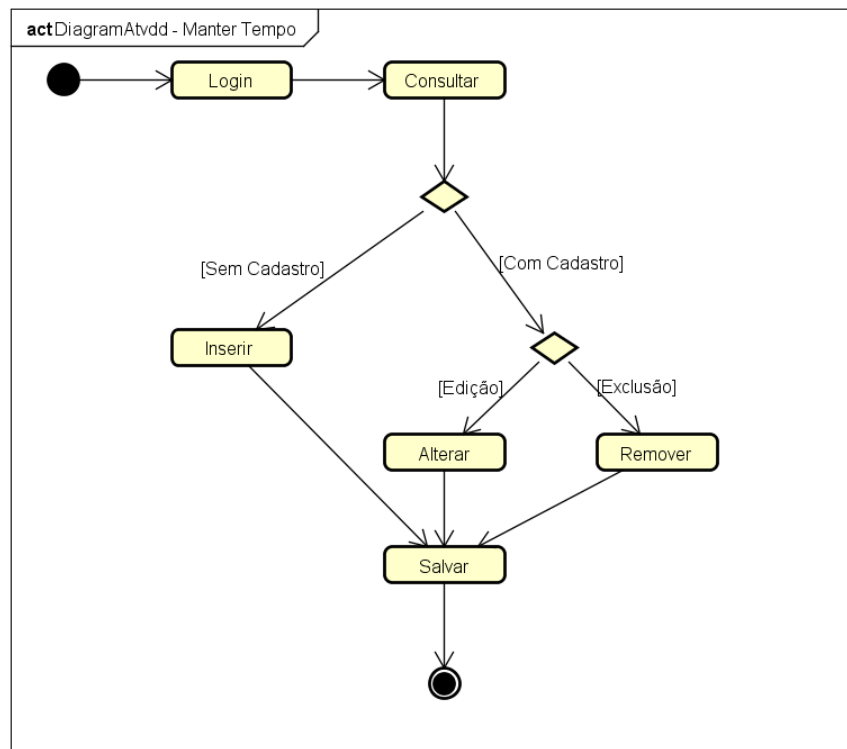 act DiagramAtvdd - Manter Tempo
Login
Consultar
[Sem Cadastro]
[Com Cadastro]
Inserir
[Edição]
[Exclusão]
Alterar
Remover
Salvar